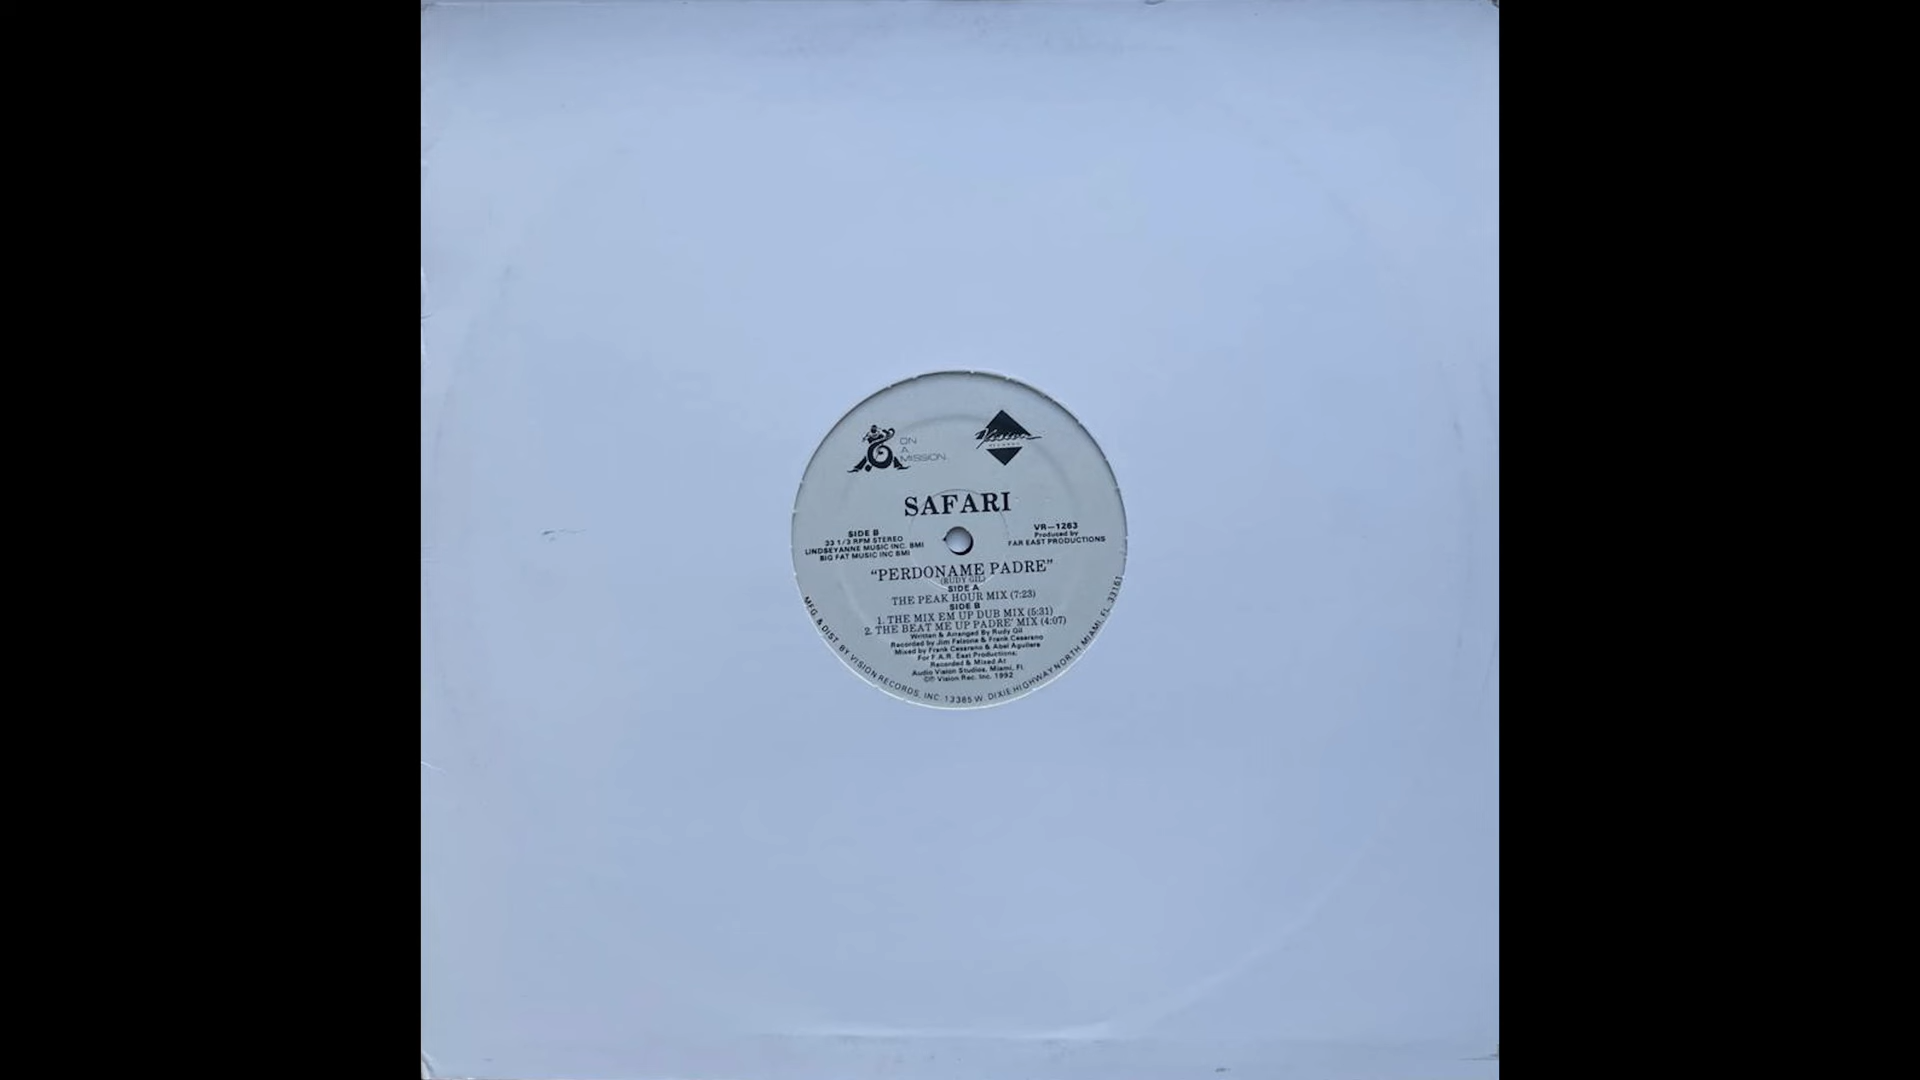 ON
A
MISSION
Vision
RECORDS
SAFARI
SIDE B
33 1/3 RPM STEREO
LINDSEYANNE MUSIC INC. BMI
BIG FAT MUSIC INC BMI
VR—1263
Produced by
FAR EAST PRODUCTIONS
“PERDONAME PADRE”
(RUDY GIL)
SIDE A
THE PEAK HOUR MIX (7:23)
SIDE B
1. THE MIX EM UP DUB MIX (5:31)
2. THE BEAT ME UP PADRE' MIX (4:07)
Written & Arranged By Rudy Gil
Recorded by Jim Falzone & Frank Cesarano
Mixed by Frank Cesarano & Abel Aguilera
For F.A.R. East Productions;
Recorded & Mixed At
Audio Vision Studios, Miami, FL
©℗ Vision Rec. Inc. 1992
MFG. & DIST. BY VISION RECORDS, INC. 13385 W. DIXIE HIGHWAY NORTH MIAMI, FL. 33161